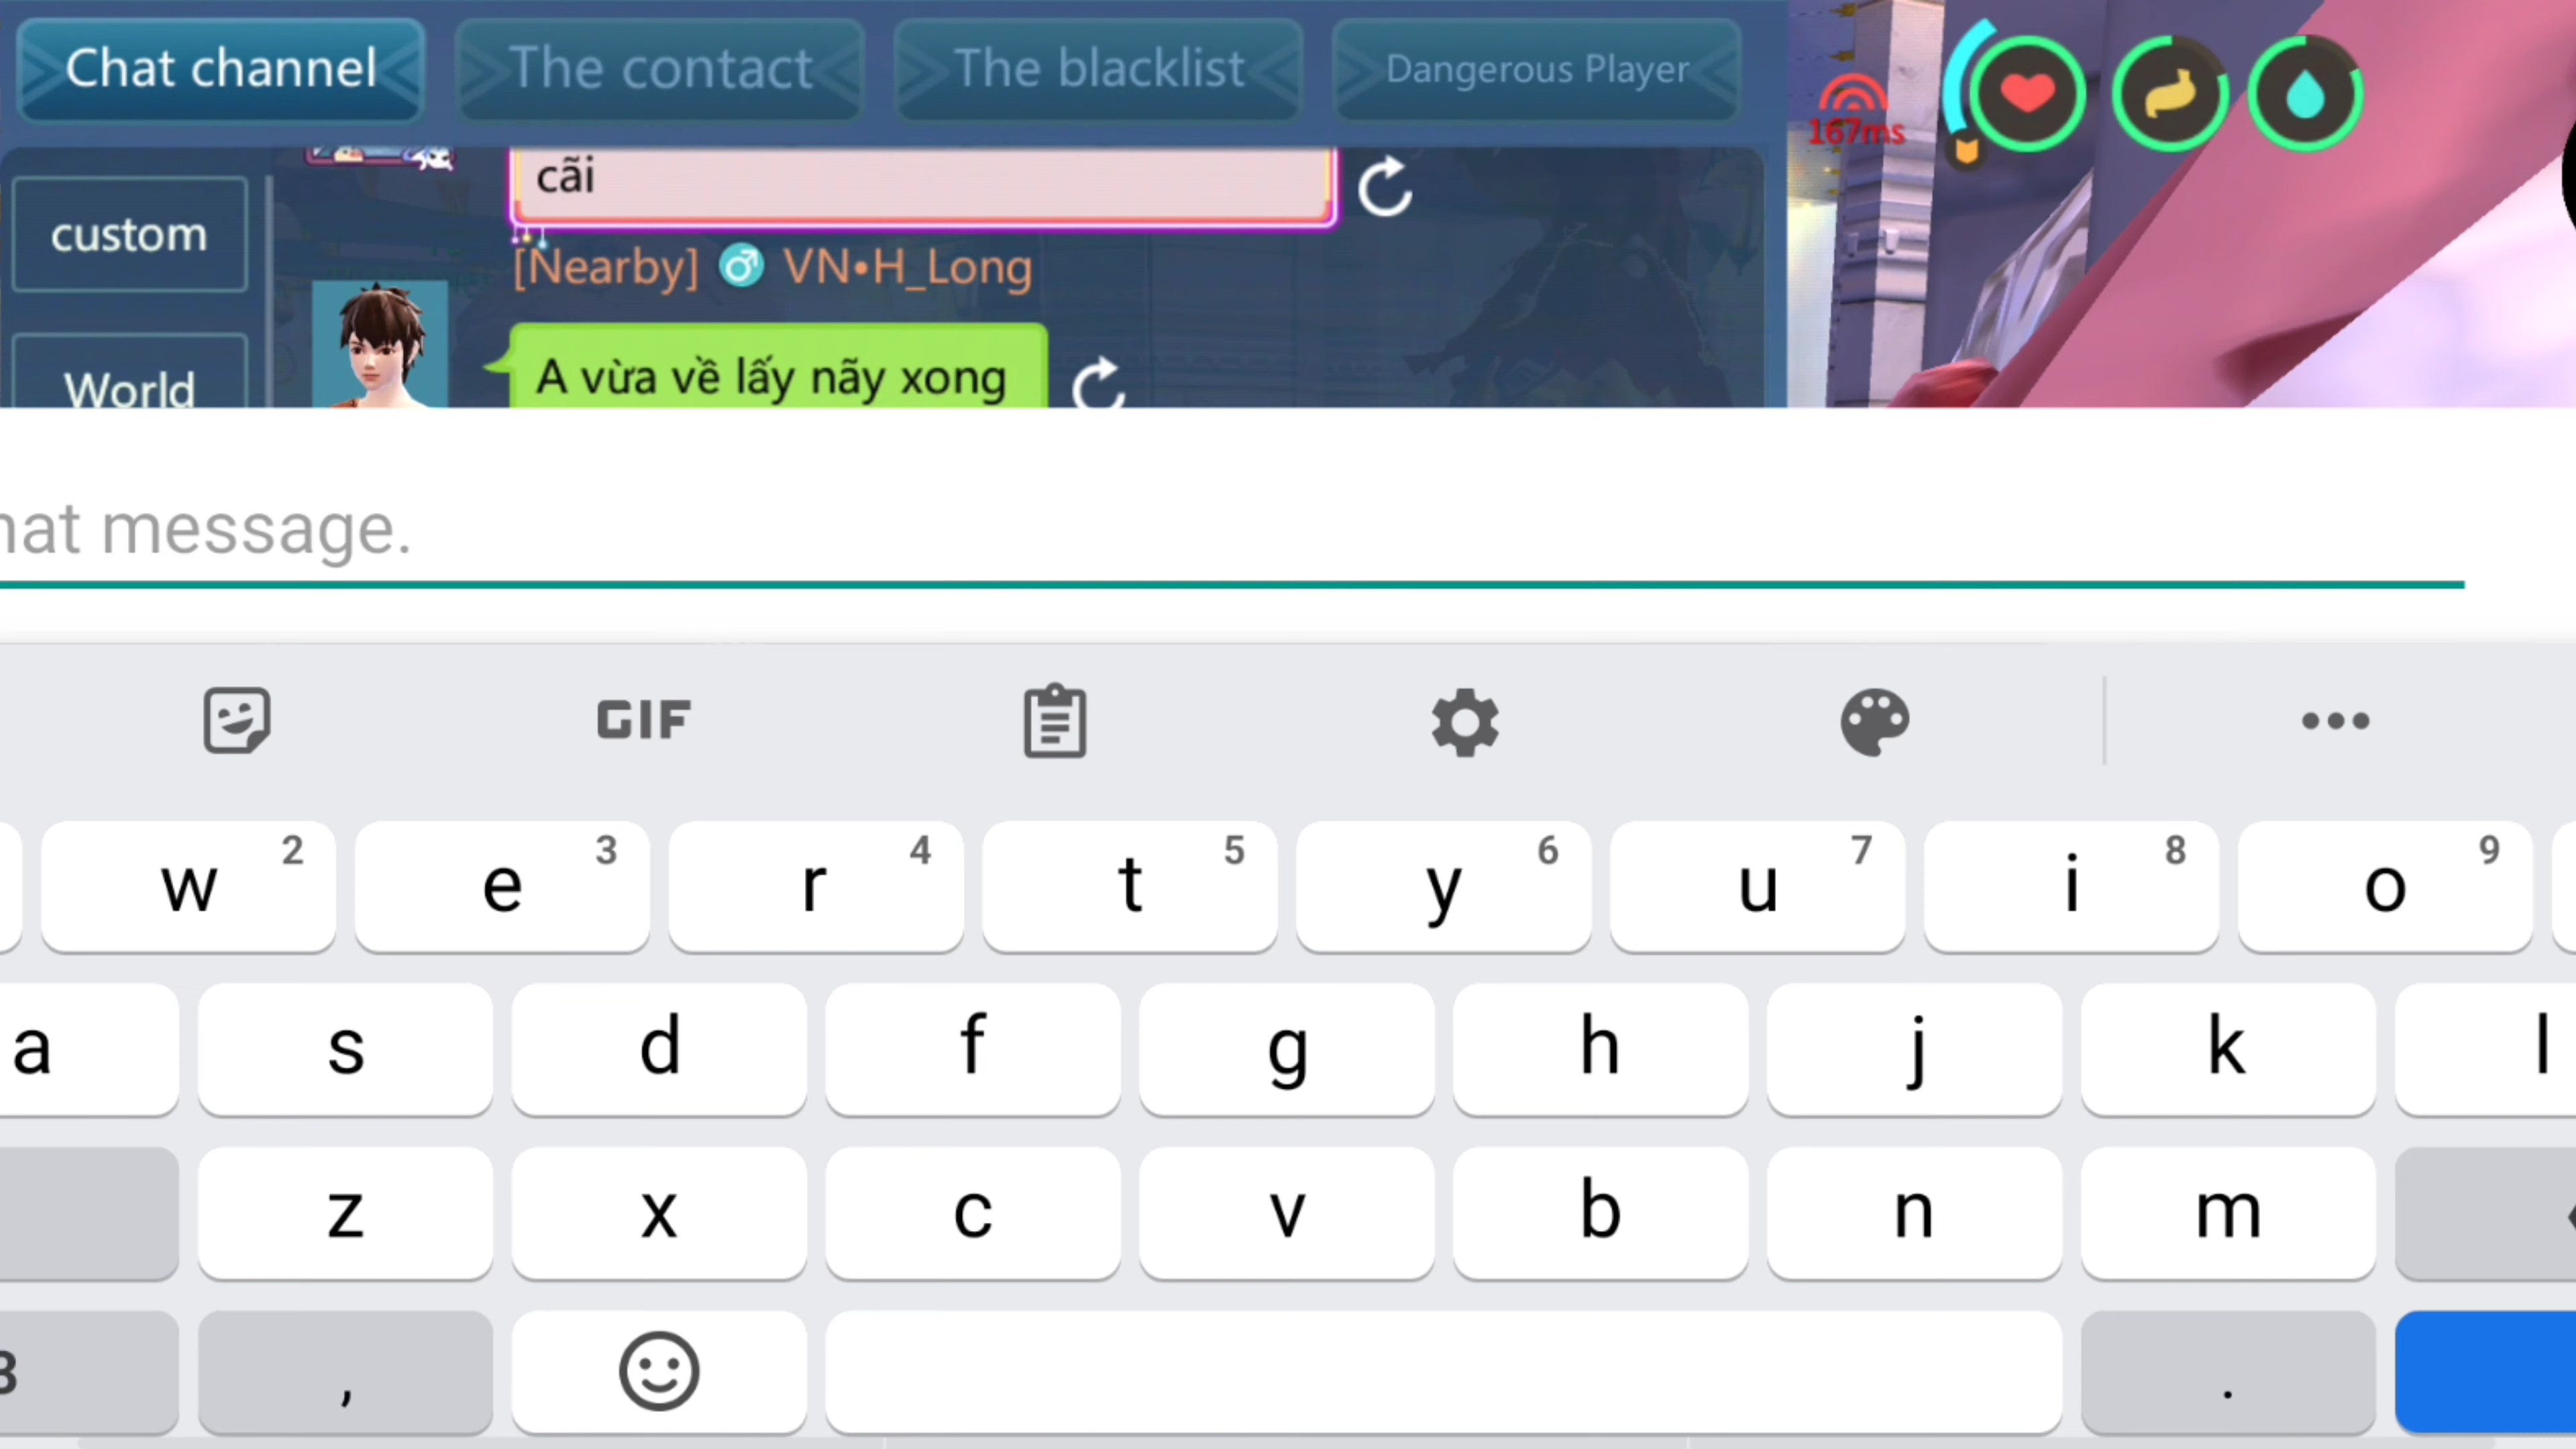 Chat channel
The contact
The blacklist
Dangerous Player
167ms
cãi
custom
[Nearby] VN•H_Long
A vừa về lấy nãy xong
World
message.
GIF
w 2 e 3 r 4 t 5 y 6 u 7 i 8 o 9
a s d f g h j k l
z x c v b n m
3 , .